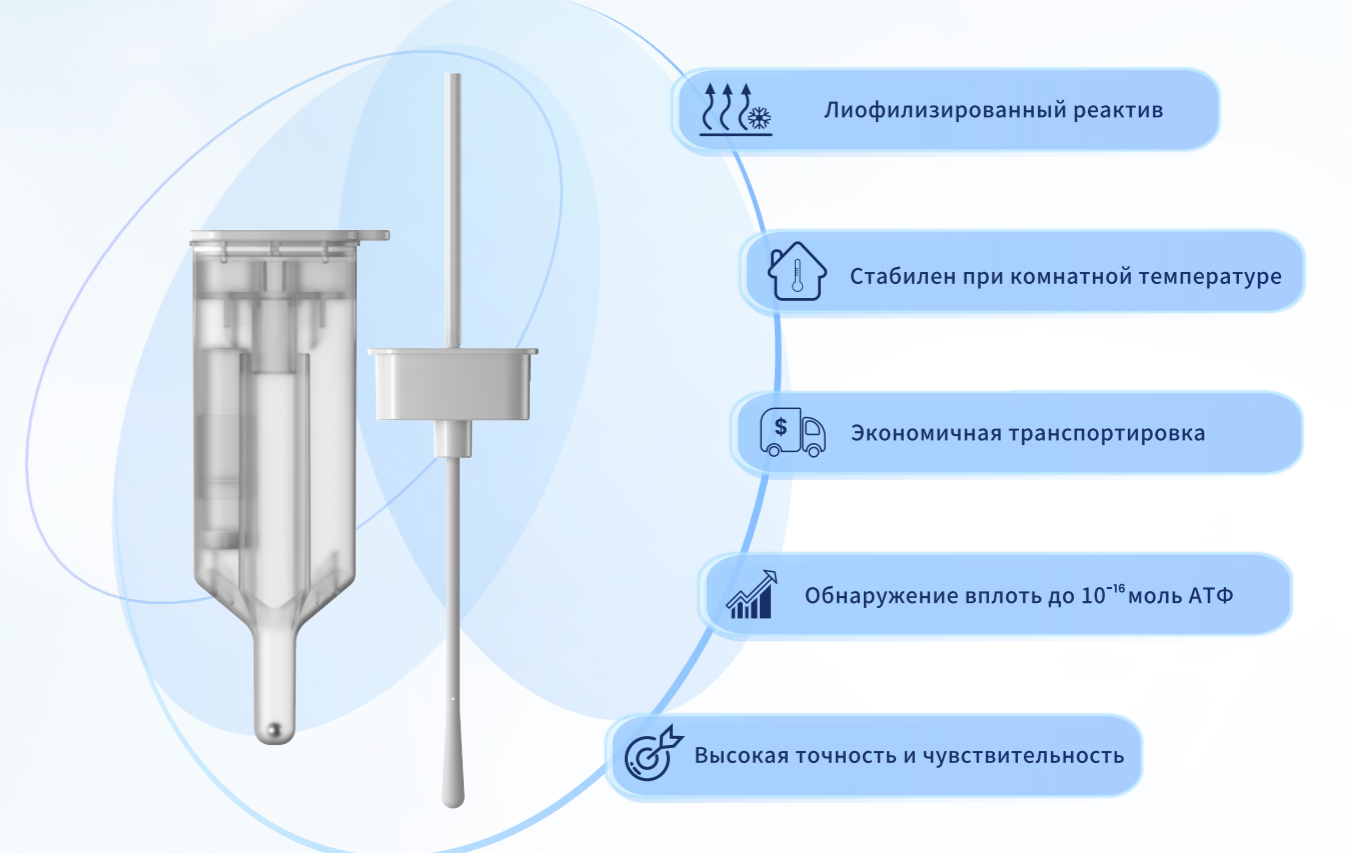 Лиофилизированный реактив
Стабилен при комнатной температуре
$
Экономичная транспортировка
Обнаружение вплоть до 10⁻¹⁶ моль АТФ
Высокая точность и чувствительность